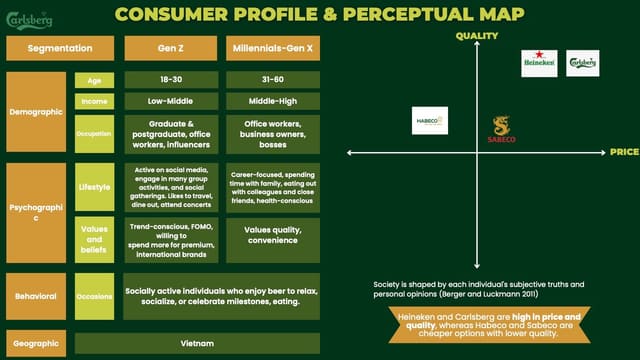 Carlsberg
CONSUMER PROFILE & PERCEPTUAL MAP
Segmentation
Gen Z
Millennials-Gen X
Demographic
Age
18-30
31-60
Income
Low-Middle
Middle-High
Occupation
Graduate &
postgraduate, office
workers, influencers
Office workers,
business owners,
bosses
Psychographi
c
Lifestyle
Active on social media,
engage in many group
activities, and social
gatherings. Likes to travel,
dine out, attend concerts
Career-focused, spending
time with family, eating out
with colleagues and close
friends, health-conscious
Values
and
beliefs
Trend-conscious, FOMO,
willing to
spend more for premium,
international brands
Values quality,
convenience
Behavioral
Occasions
Socially active individuals who enjoy beer to relax,
socialize, or celebrate milestones, eating.
Geographic
Vietnam
QUALITY
Heineken
Carlsberg
HABECO
SABECO
PRICE
Society is shaped by each individual's subjective truths and
personal opinions (Berger and Luckmann 2011)
Heineken and Carlsberg are high in price and
quality, whereas Habeco and Sabeco are
cheaper options with lower quality.